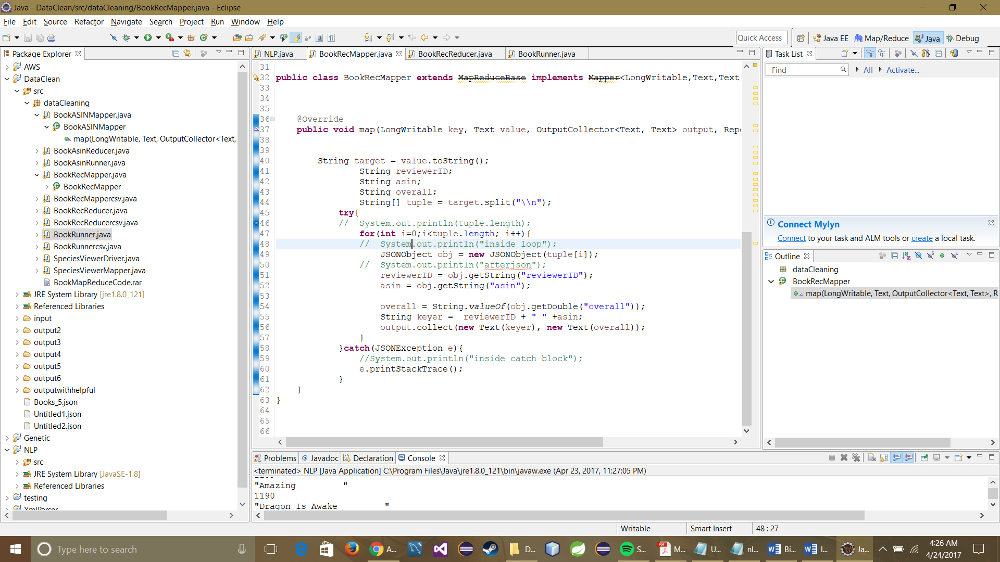 Java - DataClean/src/dataCleaning/BookRecMapper.java - Eclipse
File Edit Source Refactor Navigate Search Project Run Window Help
Quick Access
Java EE
Map/Reduce
Java
Debug
Package Explorer
AWS
DataClean
src
dataCleaning
BookASINMapper.java
BookASINMapper
map(LongWritable, Text, OutputCollector<Text,
BookAsinReducer.java
BookAsinRunner.java
BookRecMapper.java
BookRecMapper
BookRecMappercsv.java
BookRecReducer.java
BookRecReducercsv.java
BookRunner.java
BookRunnercsv.java
SpeciesViewerDriver.java
SpeciesViewerMapper.java
BookMapReduceCode.rar
JRE System Library [jre1.8.0_121]
Referenced Libraries
input
output2
output3
output4
output5
output6
outputwithhelpful
Books_5.json
Untitled1.json
Untitled2.json
Genetic
NLP
src
JRE System Library [JavaSE-1.8]
Referenced Libraries
testing
XmlParser
NLP.java
BookRecMapper.java
BookRecReducer.java
BookRunner.java
31
32 public class BookRecMapper extends MapReduceBase implements Mapper<LongWritable,Text,Text,
33
34
35
36 @Override
37 public void map(LongWritable key, Text value, OutputCollector<Text, Text> output, Repo
38
39
40 String target = value.toString();
41 String reviewerID;
42 String asin;
43 String overall;
44 String[] tuple = target.split("\\n");
45 try{
46 // System.out.println(tuple.length);
47 for(int i=0;i<tuple.length; i++){
48 // System.out.println("inside loop");
49 JSONObject obj = new JSONObject(tuple[i]);
50 // System.out.println("afterjson");
51 reviewerID = obj.getString("reviewerID");
52 asin = obj.getString("asin");
53
54 overall = String.valueOf(obj.getDouble("overall"));
55 String keyer = reviewerID + " " +asin;
56 output.collect(new Text(keyer), new Text(overall));
57 }
58 }catch(JSONException e){
59 //System.out.println("inside catch block");
60 e.printStackTrace();
61 }
62 }
63 }
64
65
66
Task List
Find
All
Activate...
Connect Mylyn
Connect to your task and ALM tools or create a local task.
Outline
dataCleaning
BookRecMapper
map(LongWritable, Text, OutputCollector<Text, Text>, R
Problems
@ Javadoc
Declaration
Console
<terminated> NLP [Java Application] C:\Program Files\Java\jre1.8.0_121\bin\javaw.exe (Apr 23, 2017, 11:27:05 PM)
"Amazing "
1190
"Dragon Is Awake "
Writable
Smart Insert
48 : 27
Type here to search
A...
D...
S...
M...
U...
nl...
Bi...
I...
Ja...
4:26 AM
4/24/2017